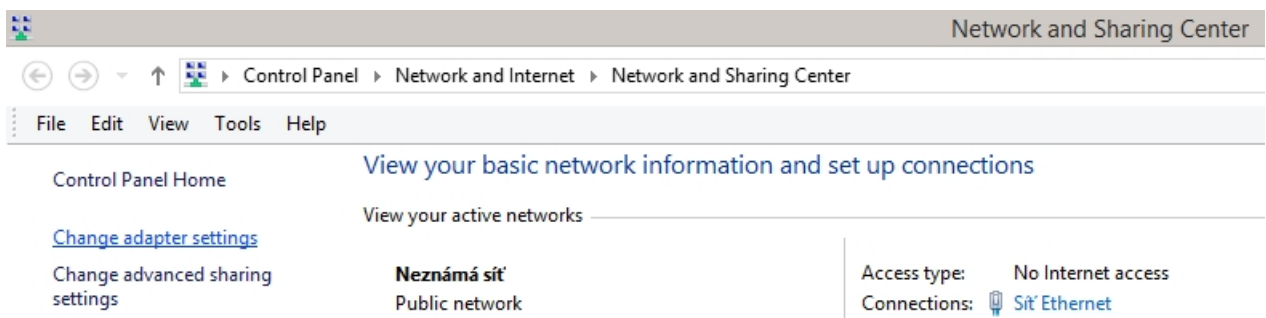 Network and Sharing Center
Control Panel Network and Internet Network and Sharing Center
File Edit View Tools Help
Control Panel Home
Change adapter settings
Change advanced sharing
settings
View your basic network information and set up connections
View your active networks
Neznámá síť
Public network
Access type: No Internet access
Connections: Síť Ethernet